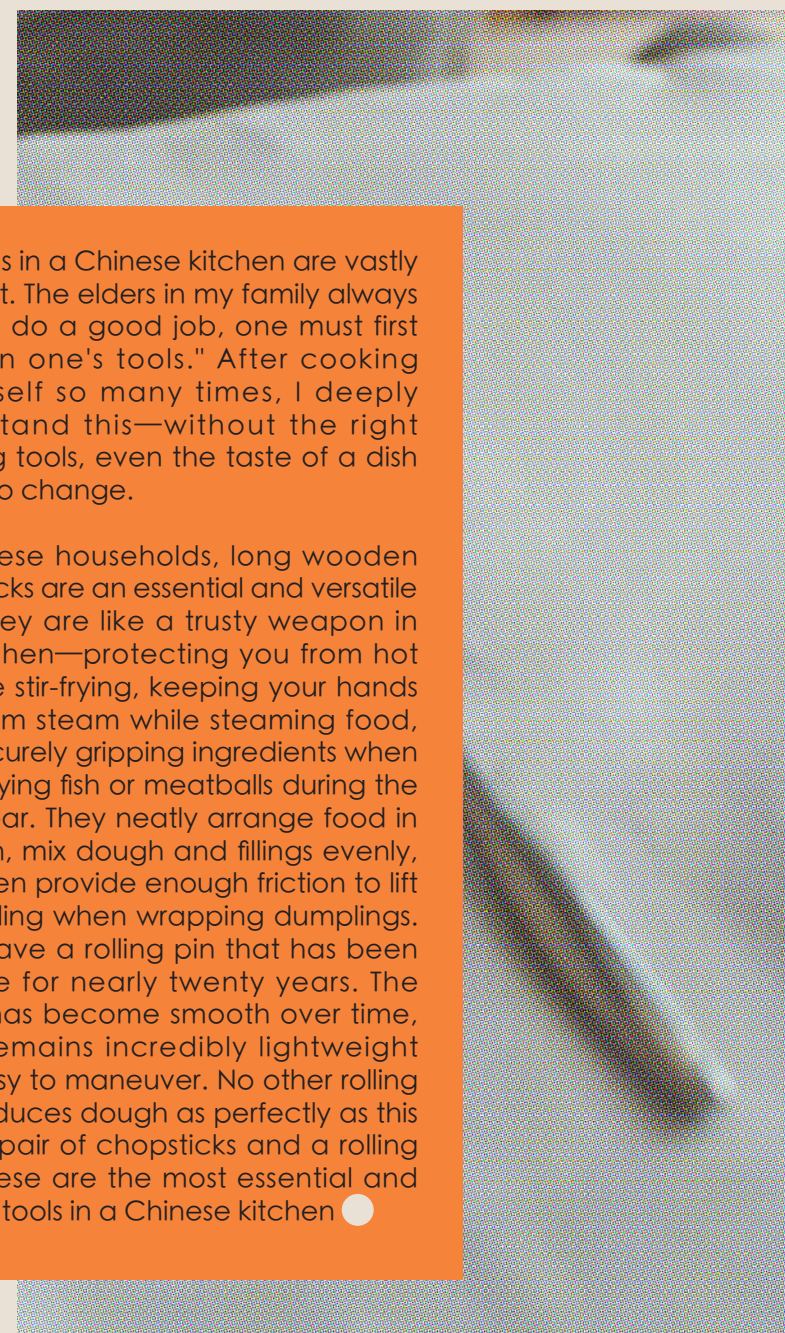 s in a Chinese kitchen are vastly
t. The elders in my family always
do a good job, one must first
n one's tools." After cooking
self so many times, I deeply
tand this—without the right
g tools, even the taste of a dish
o change.
ese households, long wooden
cks are an essential and versatile
ey are like a trusty weapon in
hen—protecting you from hot
e stir-frying, keeping your hands
m steam while steaming food,
curely gripping ingredients when
ying fish or meatballs during the
ar. They neatly arrange food in
n, mix dough and fillings evenly,
en provide enough friction to lift
ling when wrapping dumplings.
ave a rolling pin that has been
e for nearly twenty years. The
has become smooth over time,
emains incredibly lightweight
sy to maneuver. No other rolling
duces dough as perfectly as this
pair of chopsticks and a rolling
ese are the most essential and
tools in a Chinese kitchen